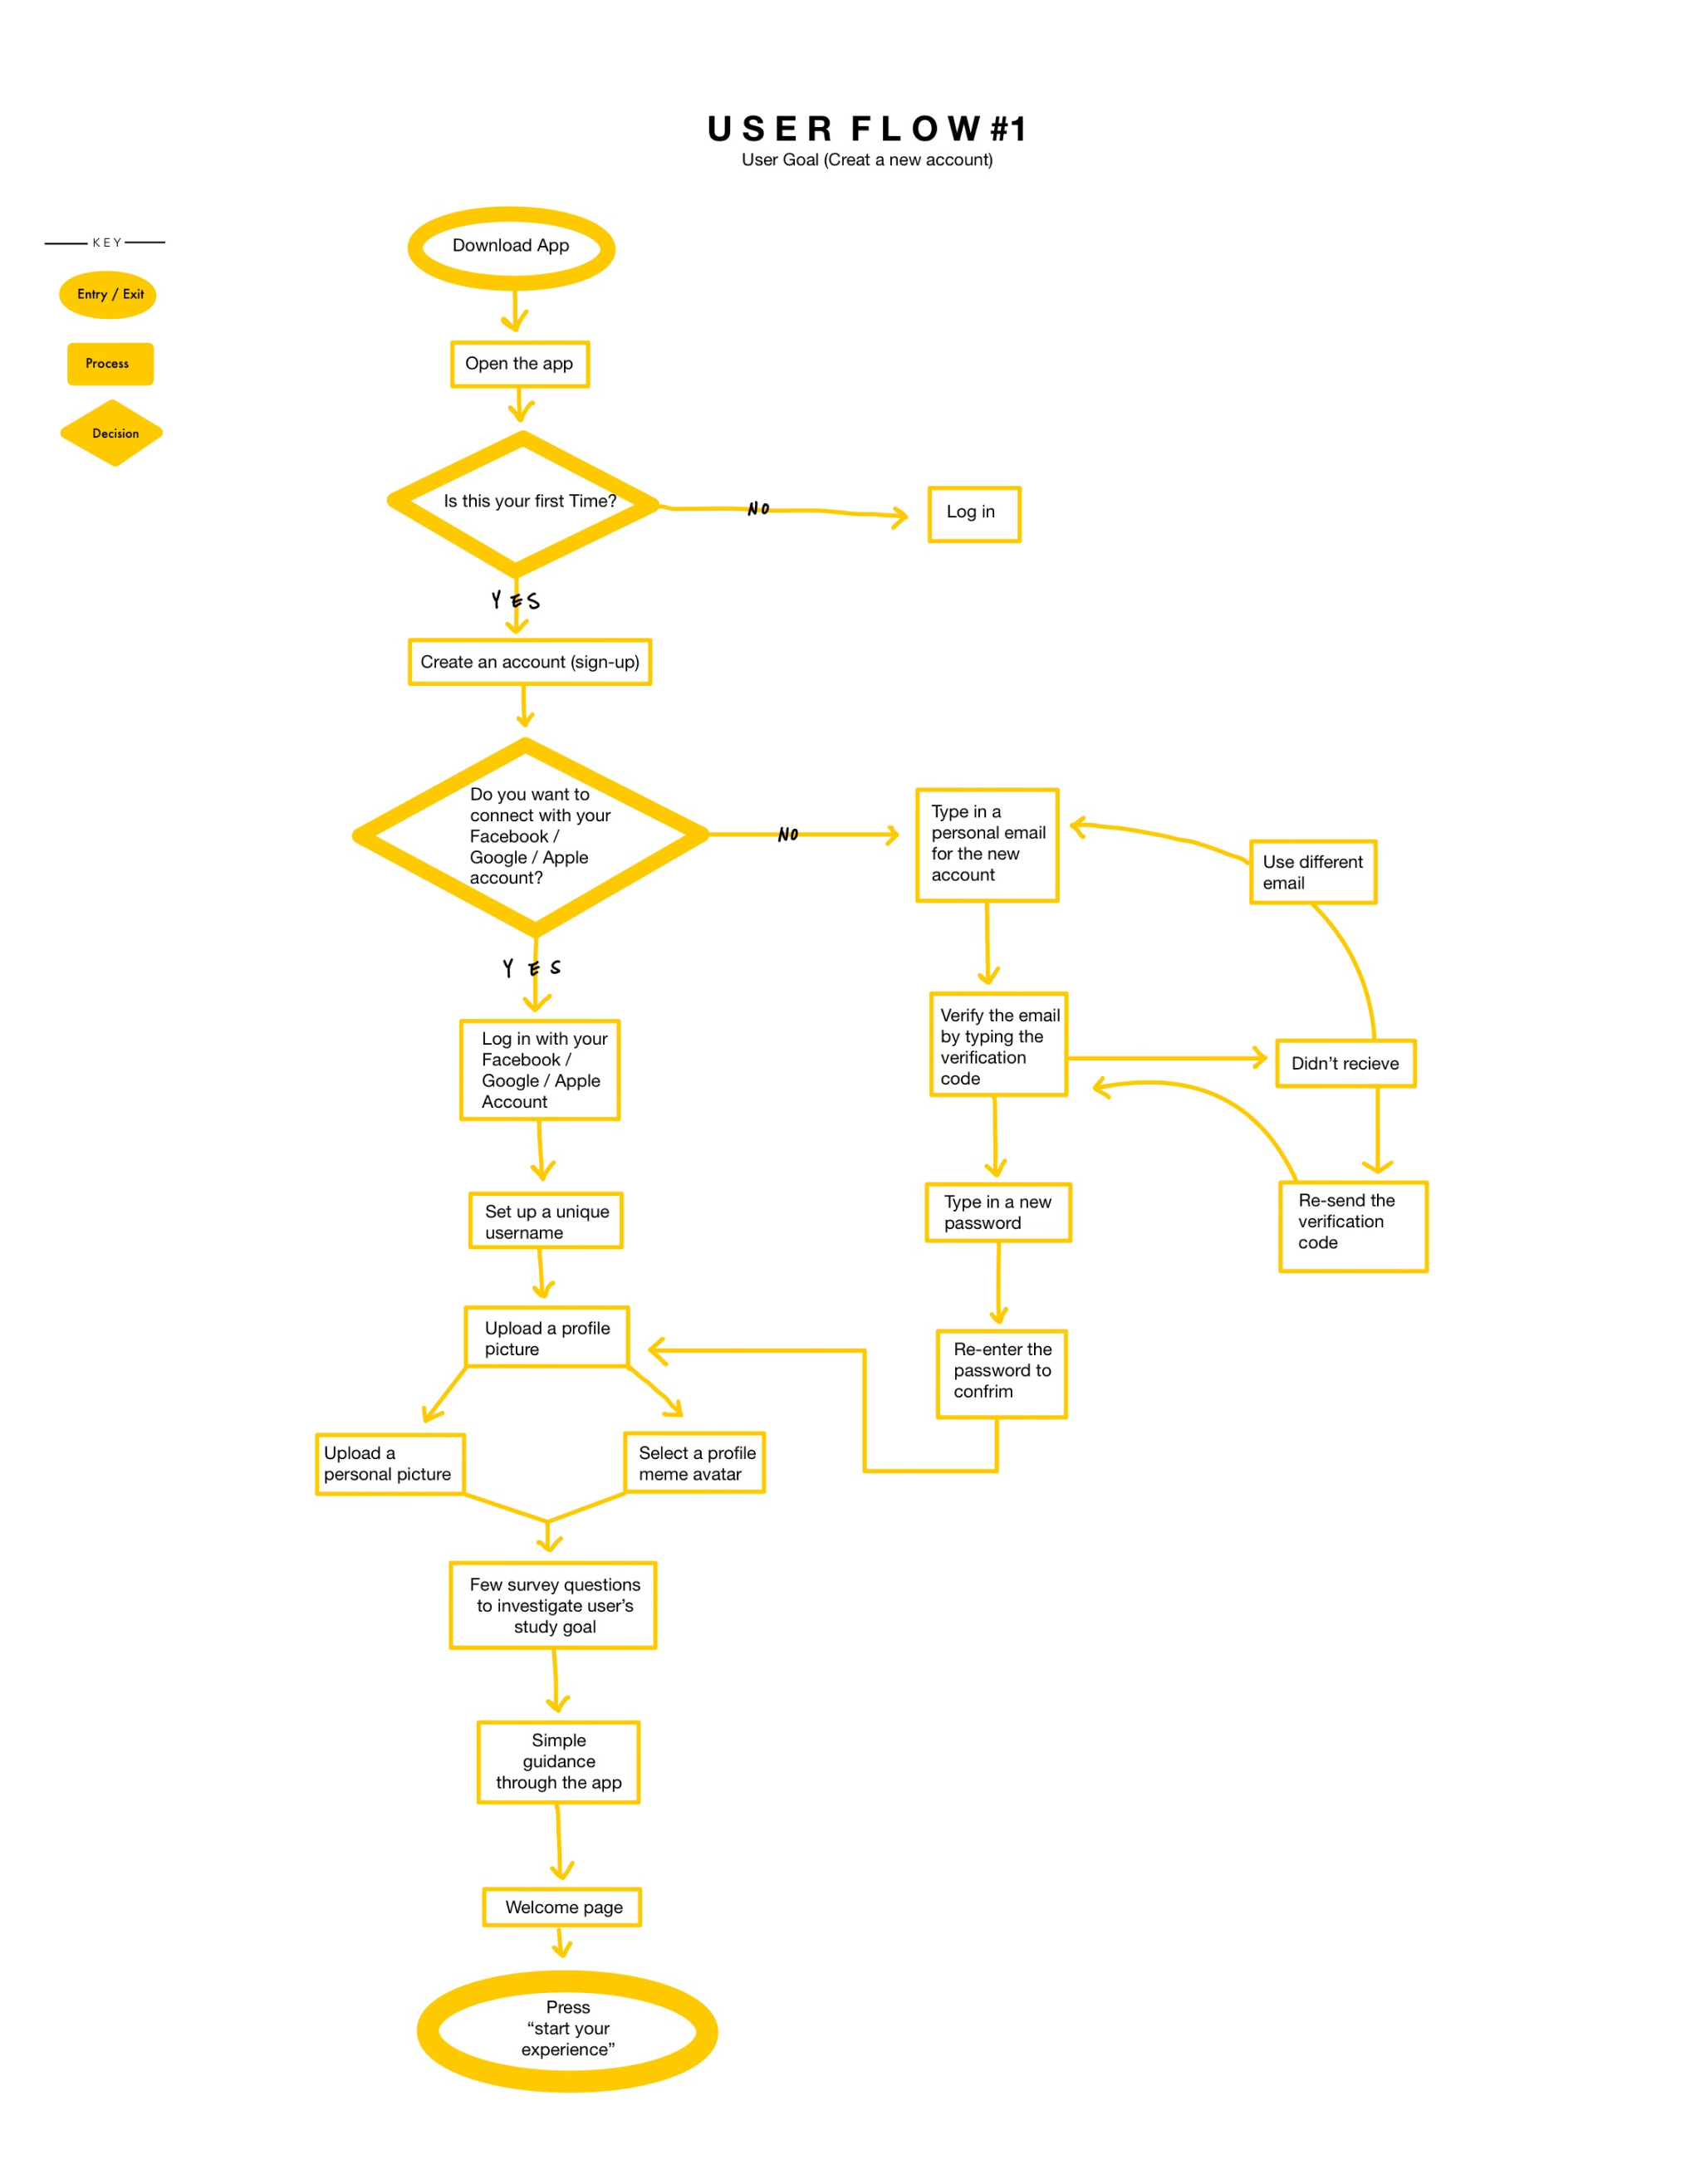 USER FLOW #1
User Goal (Creat a new account)
KEY
Entry / Exit
Process
Decision
Download App
Open the app
Is this your first Time?
NO
Log in
YES
Create an account (sign-up)
Do you want to
connect with your
Facebook /
Google / Apple
account?
NO
Type in a
personal email
for the new
account
Use different
email
YES
Log in with your
Facebook /
Google / Apple
Account
Verify the email
by typing the
verification
code
Didn’t recieve
Set up a unique
username
Type in a new
password
Re-send the
verification
code
Upload a profile
picture
Re-enter the
password to
confrim
Upload a
personal picture
Select a profile
meme avatar
Few survey questions
to investigate user’s
study goal
Simple
guidance
through the app
Welcome page
Press
“start your
experience”